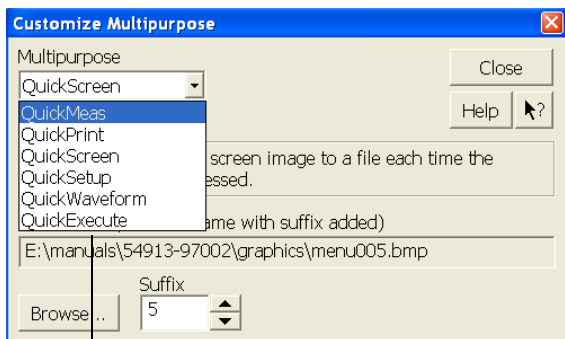 Customize Multipurpose
Multipurpose
Close
QuickScreen
Help
?
QuickMeas
QuickPrint
QuickScreen
screen image to a file each time the
QuickSetup
essed.
QuickWaveform
QuickExecute
ame with suffix added)
E:\manuals\54913-97002\graphics\menu005.bmp
Suffix
Browse...
5